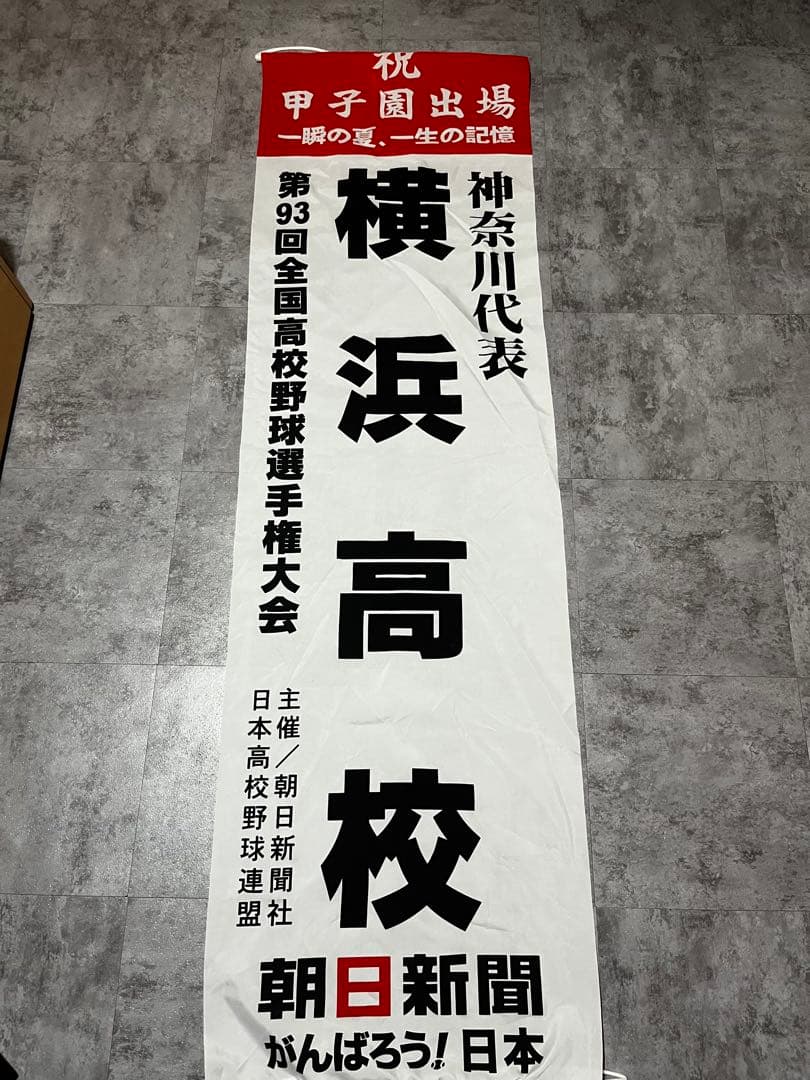 祝
甲子園出場
一瞬の夏、一生の記憶
神奈川代表
横浜高校
第93回全国高校野球選手権大会
主催／朝日新聞社
日本高校野球連盟
朝日新聞
がんばろう!日本